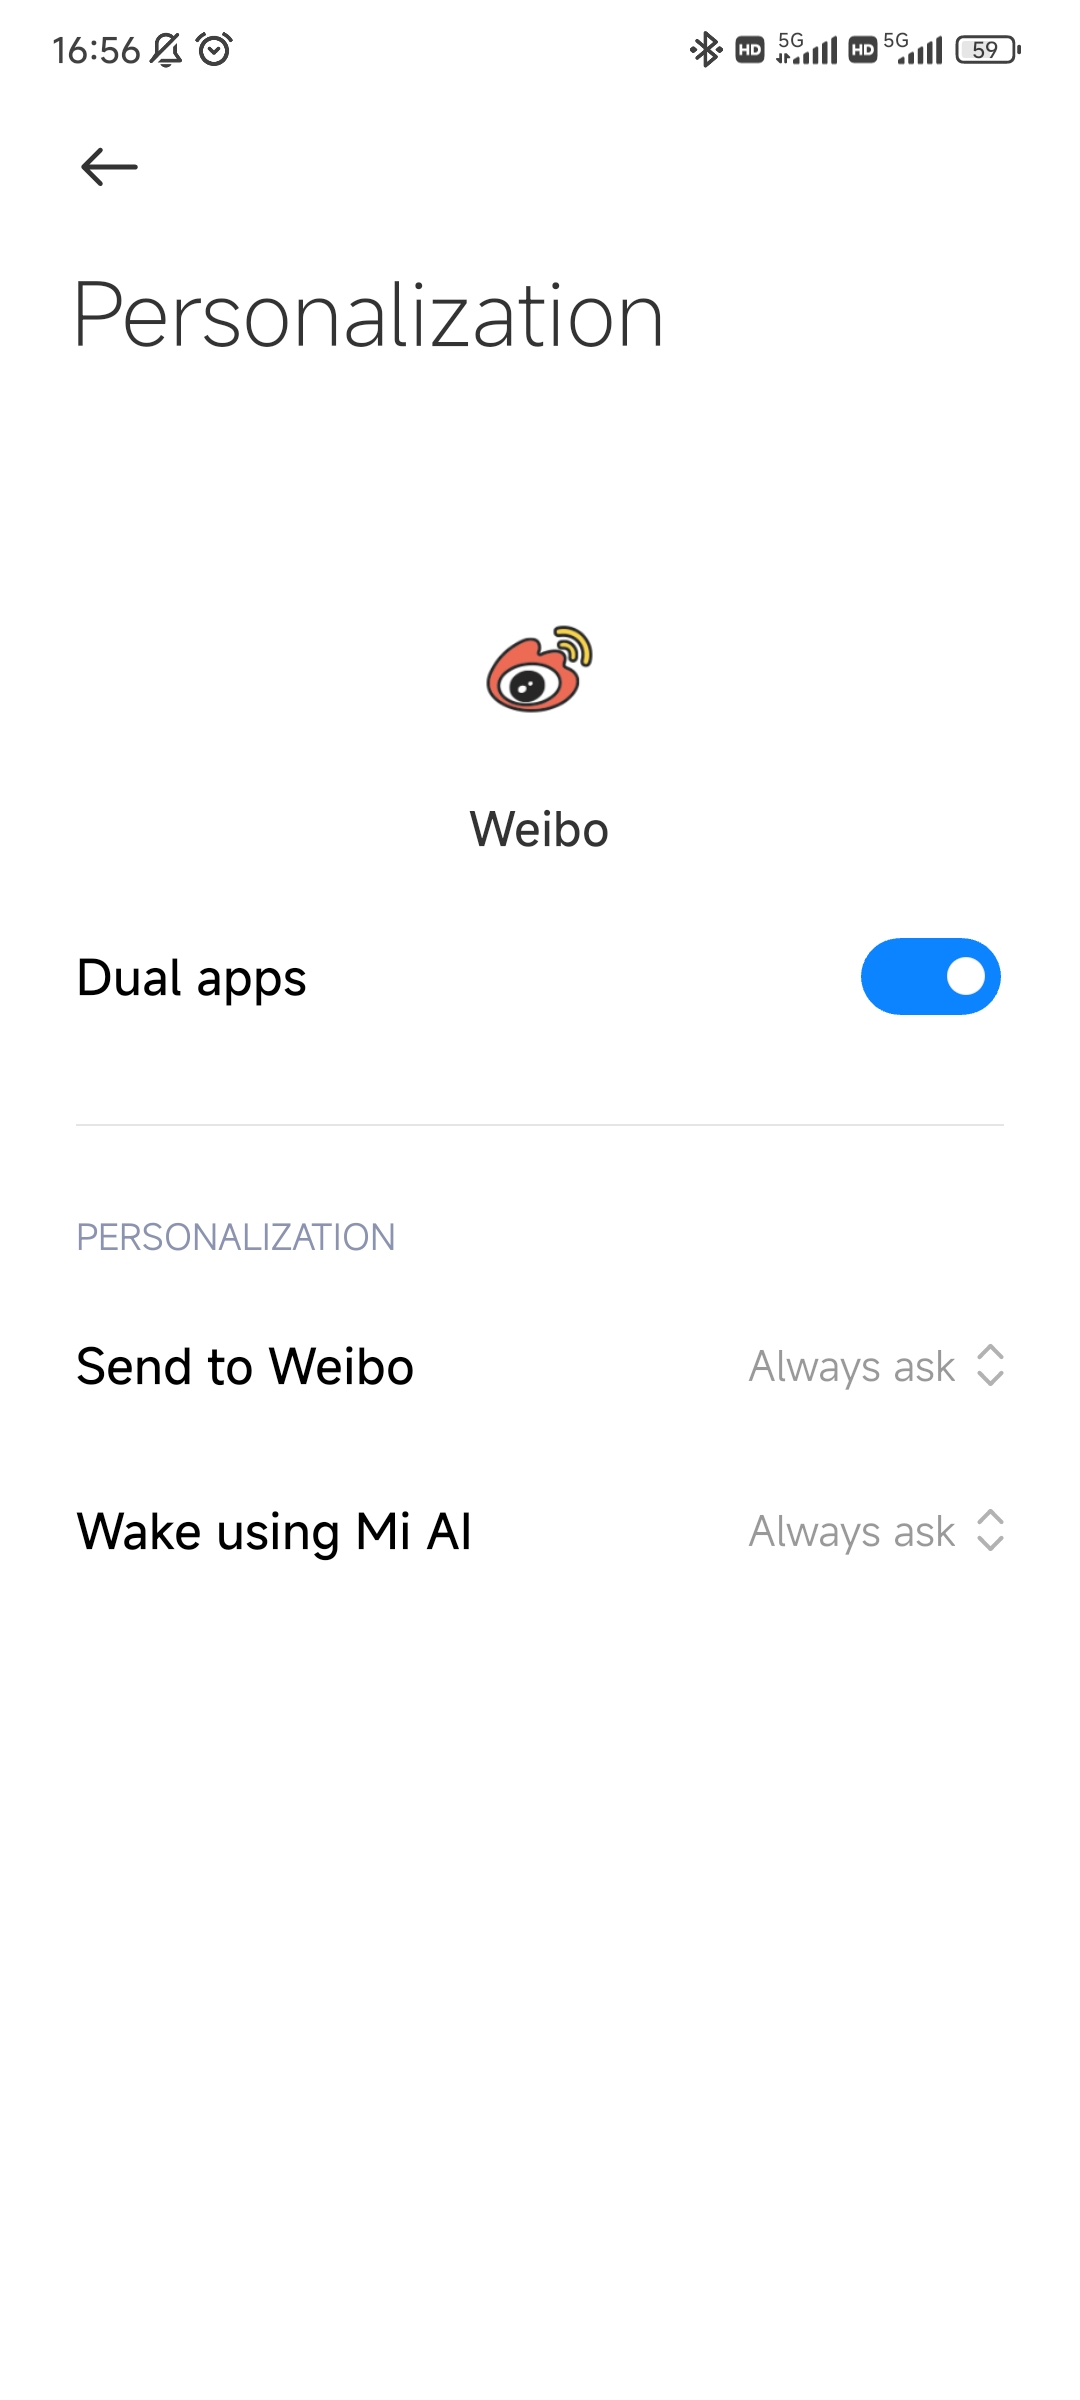 16:56
HD 5G HD 5G 59
Personalization
Weibo
Dual apps
PERSONALIZATION
Send to Weibo Always ask
Wake using Mi AI Always ask